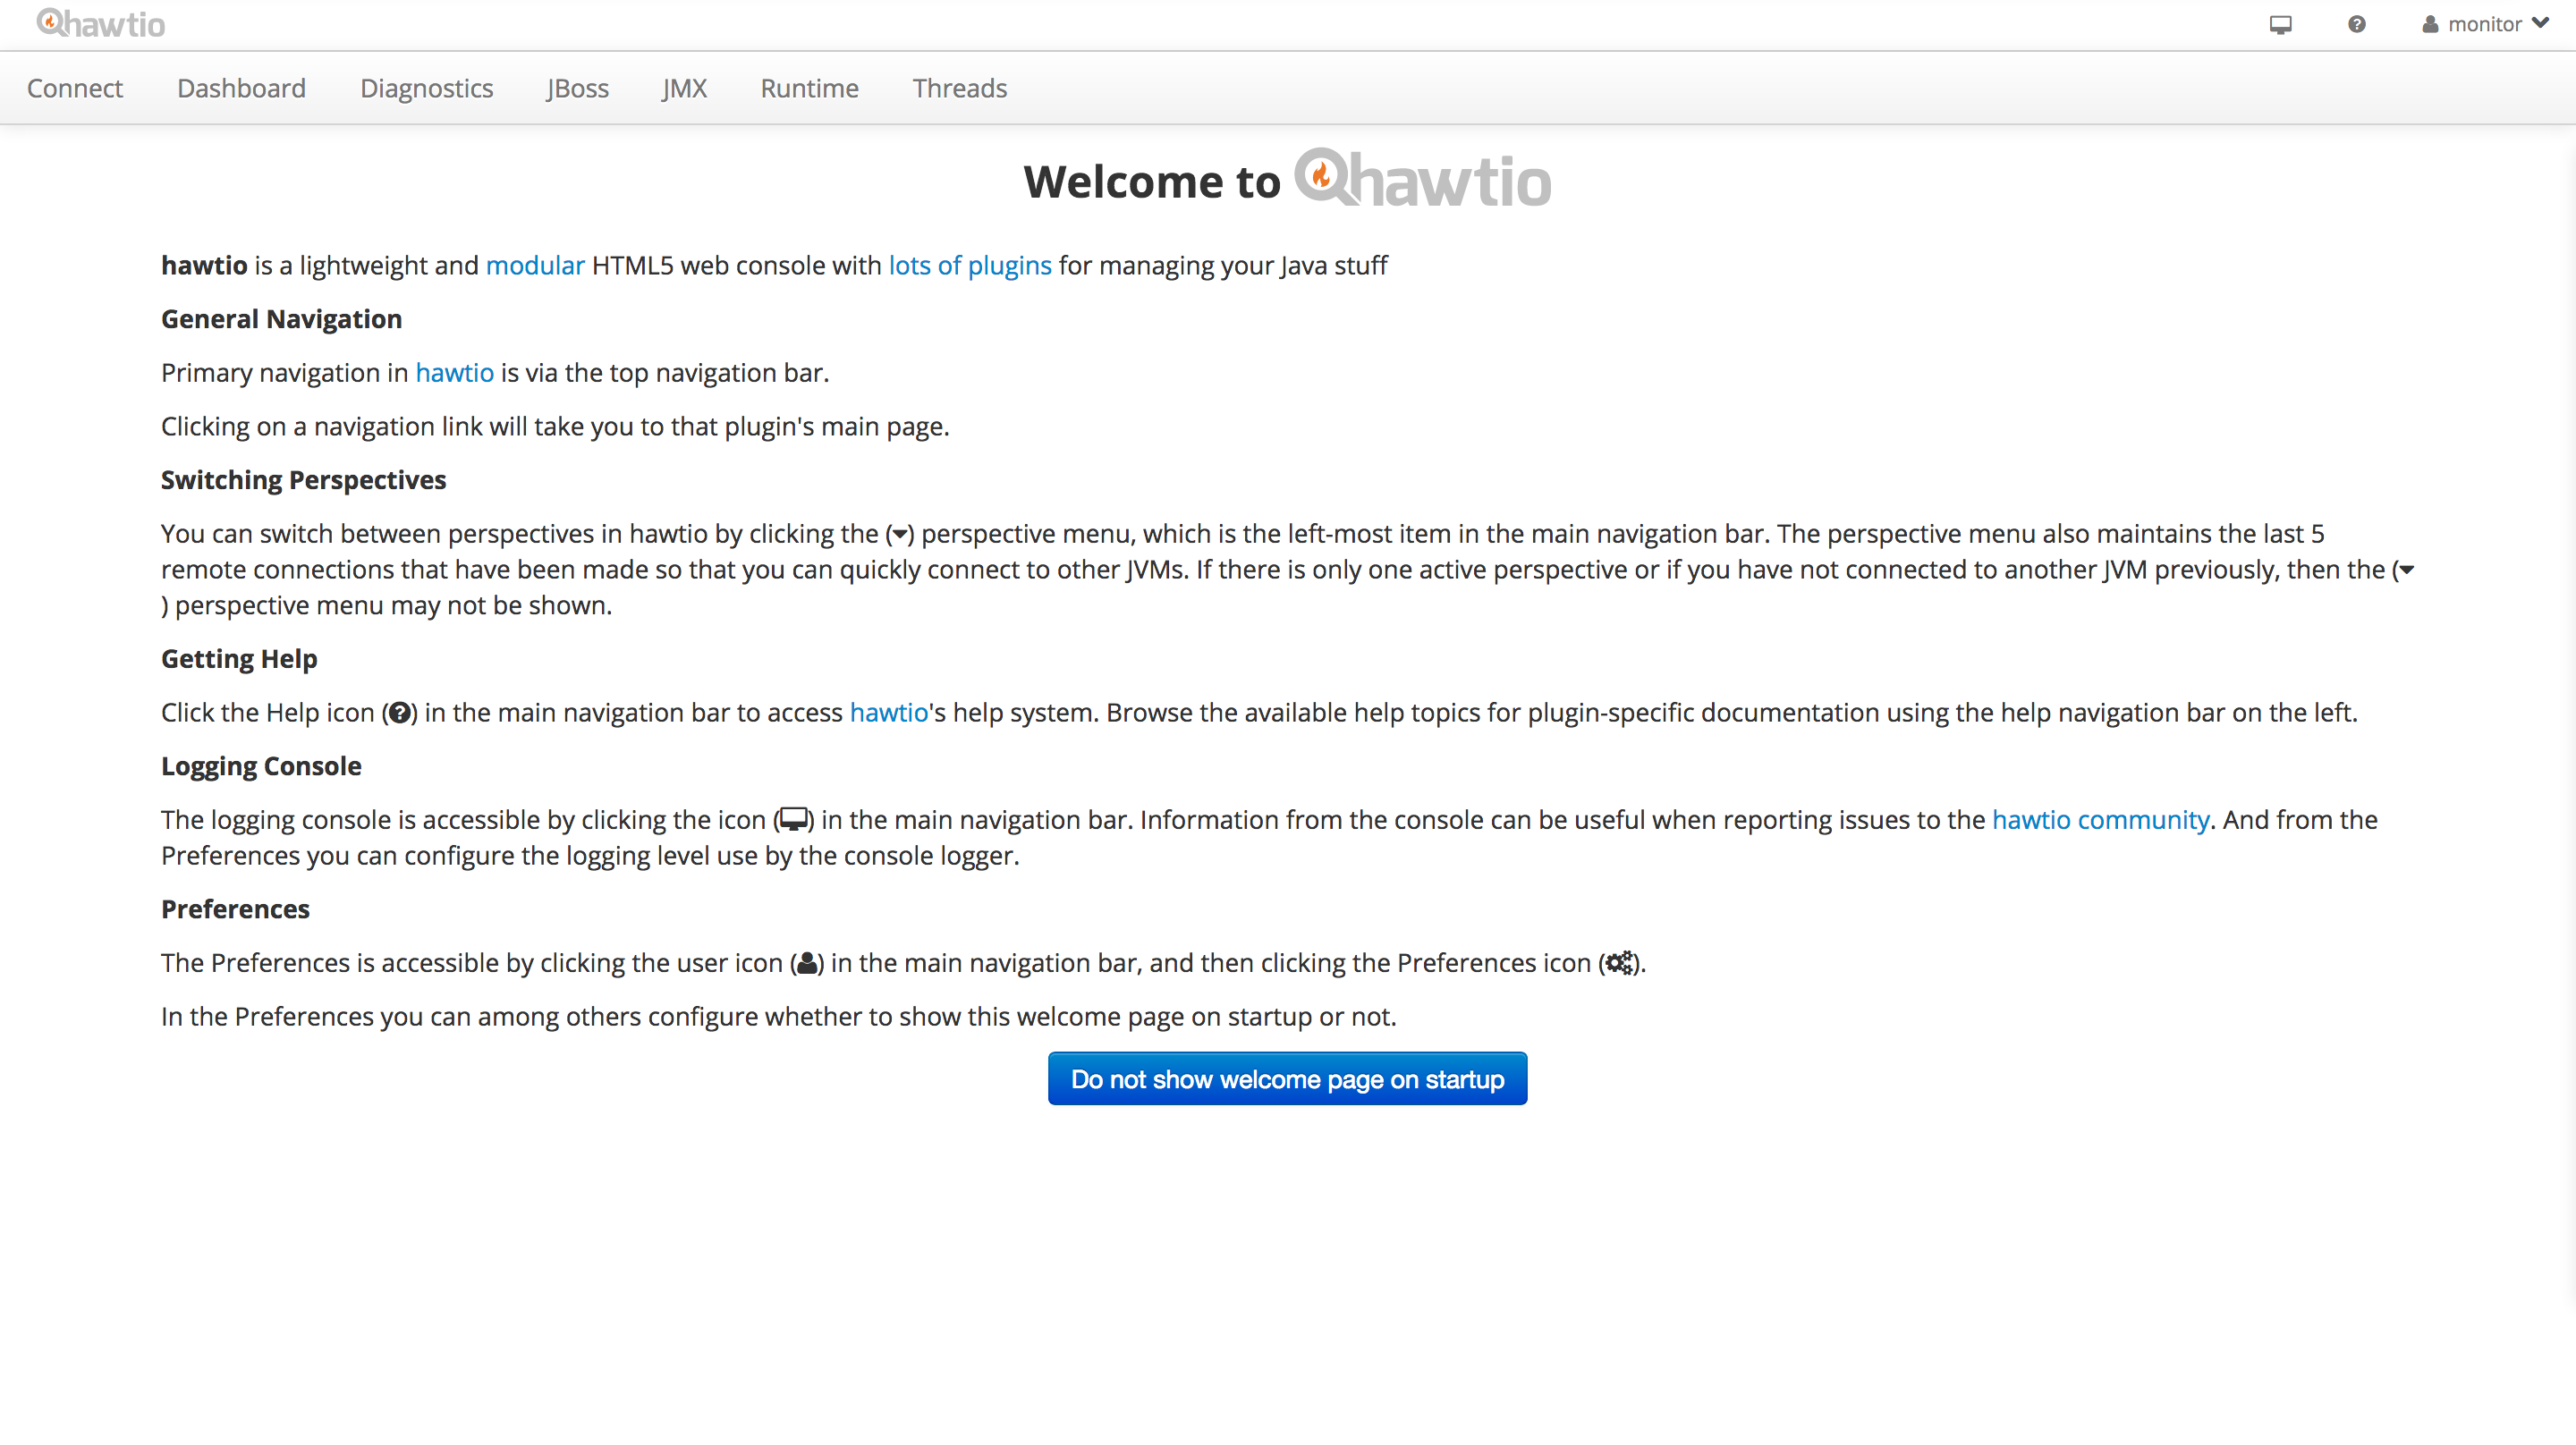 hawtio monitor
Connect Dashboard Diagnostics JBoss JMX Runtime Threads
Welcome to hawtio
hawtio is a lightweight and modular HTML5 web console with lots of plugins for managing your Java stuff
General Navigation
Primary navigation in hawtio is via the top navigation bar.
Clicking on a navigation link will take you to that plugin's main page.
Switching Perspectives
You can switch between perspectives in hawtio by clicking the () perspective menu, which is the left-most item in the main navigation bar. The perspective menu also maintains the last 5
remote connections that have been made so that you can quickly connect to other JVMs. If there is only one active perspective or if you have not connected to another JVM previously, then the (
) perspective menu may not be shown.
Getting Help
Click the Help icon (?) in the main navigation bar to access hawtio's help system. Browse the available help topics for plugin-specific documentation using the help navigation bar on the left.
Logging Console
The logging console is accessible by clicking the icon () in the main navigation bar. Information from the console can be useful when reporting issues to the hawtio community. And from the
Preferences you can configure the logging level use by the console logger.
Preferences
The Preferences is accessible by clicking the user icon () in the main navigation bar, and then clicking the Preferences icon ().
In the Preferences you can among others configure whether to show this welcome page on startup or not.
Do not show welcome page on startup